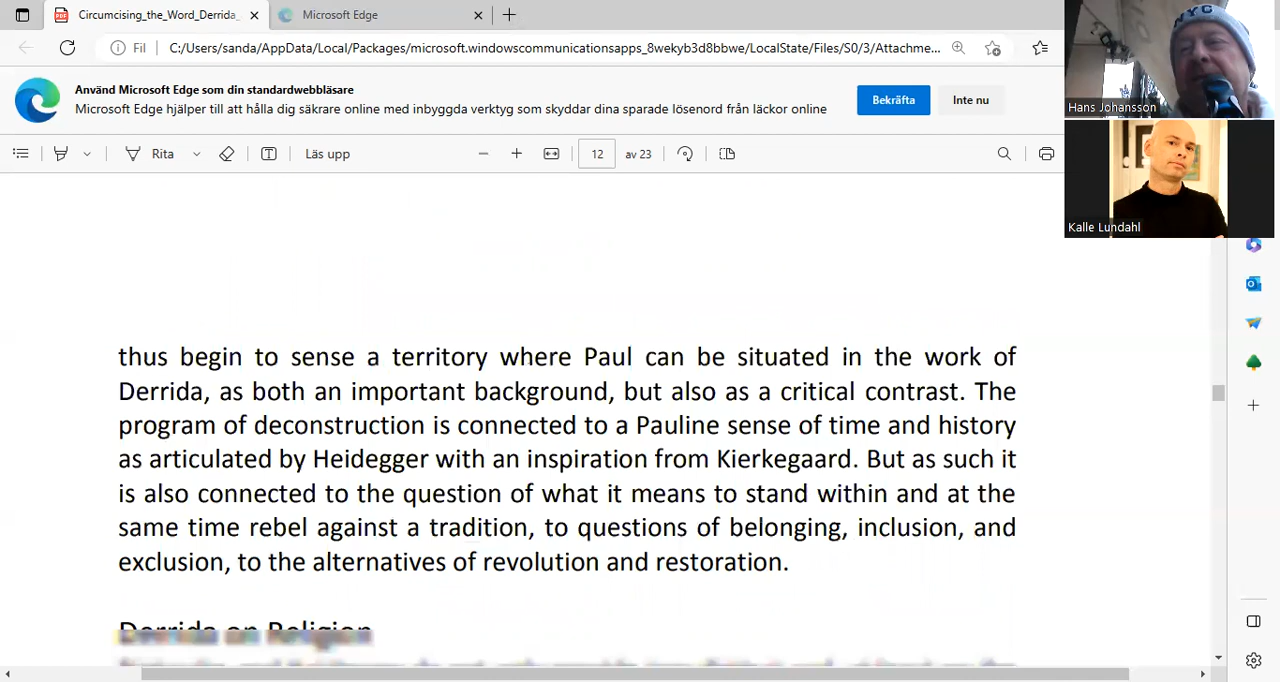 Circumcising_the_Word_Derrida_
Microsoft Edge
Fil
C:/Users/sanda/AppData/Local/Packages/microsoft.windowscommunicationsapps_8wekyb3d8bbwe/LocalState/Files/S0/3/Attachme...
Använd Microsoft Edge som din standardwebbläsare
Microsoft Edge hjälper till att hålla dig säkrare online med inbyggda verktyg som skyddar dina sparade lösenord från läckor online
Bekräfta
Inte nu
Rita
Läs upp
12
av 23
NYC
Hans Johansson
Kalle Lundahl
thus begin to sense a territory where Paul can be situated in the work of
Derrida, as both an important background, but also as a critical contrast. The
program of deconstruction is connected to a Pauline sense of time and history
as articulated by Heidegger with an inspiration from Kierkegaard. But as such it
is also connected to the question of what it means to stand within and at the
same time rebel against a tradition, to questions of belonging, inclusion, and
exclusion, to the alternatives of revolution and restoration.
Derrida on Religion